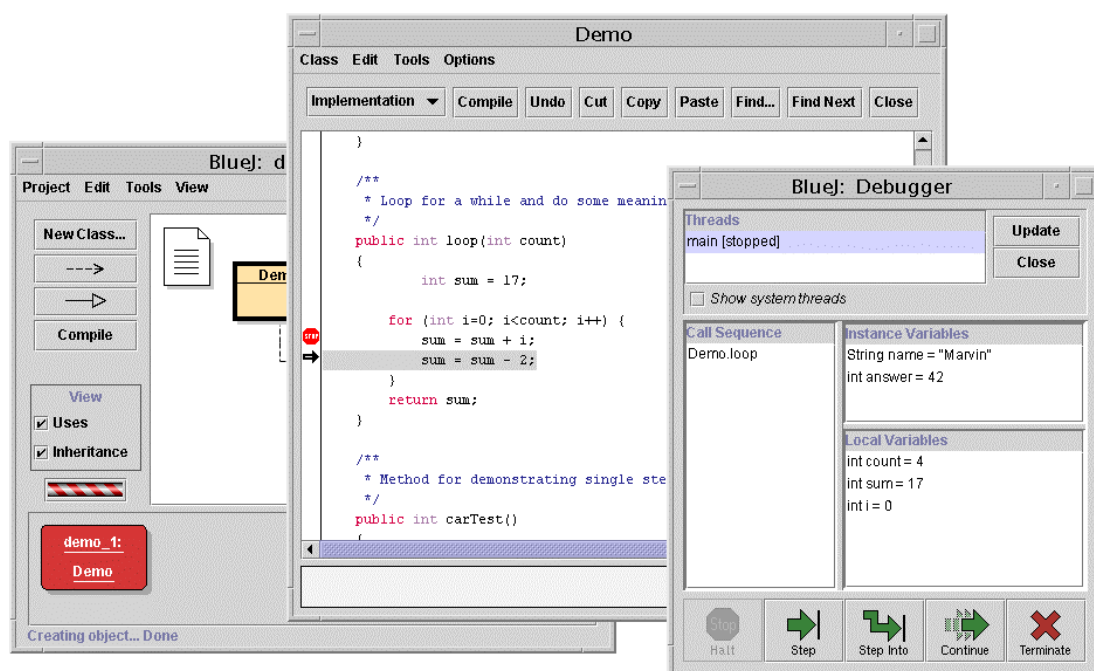 Demo
Class Edit Tools Options
Implementation Compile Undo Cut Copy Paste Find... Find Next Close
}
/**
* Loop for a while and do some meanin
*/
public int loop(int count)
{
int sum = 17;
for (int i=0; i<count; i++) {
STOP
sum = sum + i;
sum = sum - 2;
}
return sum;
}
/**
* Method for demonstrating single ste
*/
public int carTest()
{
BlueJ: d
Project Edit Tools View
New Class...
Compile
View
Uses
Inheritance
Dem
demo_1:
Demo
Creating object... Done
BlueJ: Debugger
Threads
main [stopped]
Update
Close
Show system threads
Call Sequence
Demo.loop
Instance Variables
String name = "Marvin"
int answer = 42
Local Variables
int count = 4
int sum = 17
int i = 0
Stop
Halt
Step
Step Into
Continue
Terminate